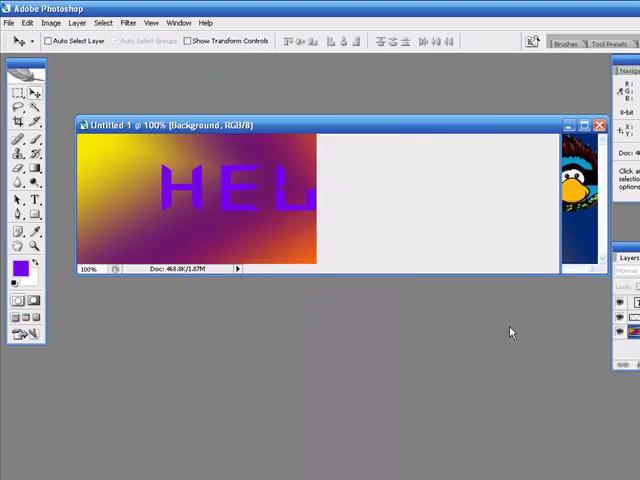 Adobe Photoshop
File Edit Image Layer Select Filter View Window Help
Auto Select Layer Auto Select Groups Show Transform Controls Brushes Tool Presets
Naviga
R:
G:
B:
8-bit
X:
Y:
Doc: 4
Click a
selectio
options
Untitled-1 @ 100% (Background, RGB/8)
HEL
100% Doc: 468.8K/1.87M
Layers
Normal
Lock:
T